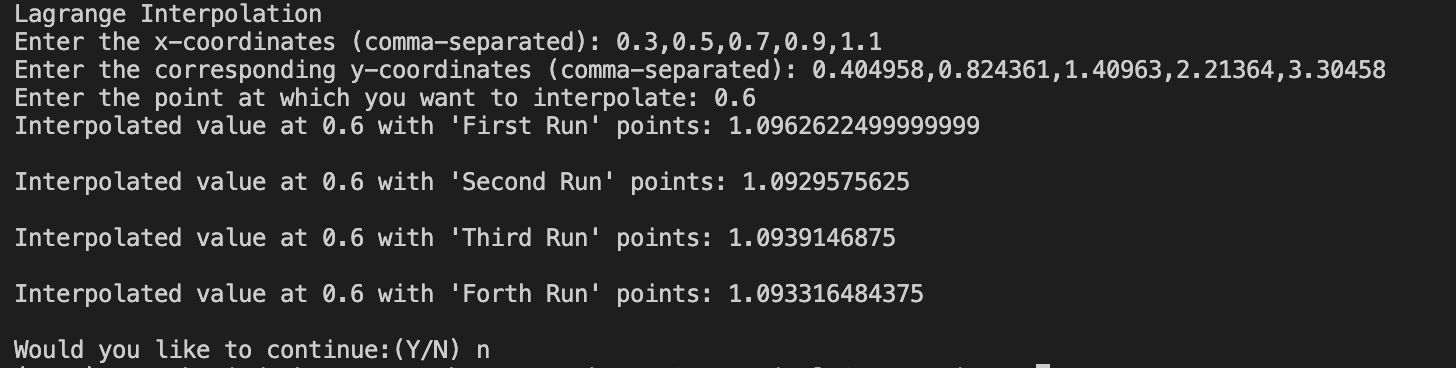 Lagrange Interpolation
Enter the x-coordinates (comma-separated): 0.3,0.5,0.7,0.9,1.1
Enter the corresponding y-coordinates (comma-separated): 0.404958,0.824361,1.40963,2.21364,3.30458
Enter the point at which you want to interpolate: 0.6
Interpolated value at 0.6 with 'First Run' points: 1.0962622499999999
Interpolated value at 0.6 with 'Second Run' points: 1.0929575625
Interpolated value at 0.6 with 'Third Run' points: 1.0939146875
Interpolated value at 0.6 with 'Forth Run' points: 1.093316484375
Would you like to continue:(Y/N) n